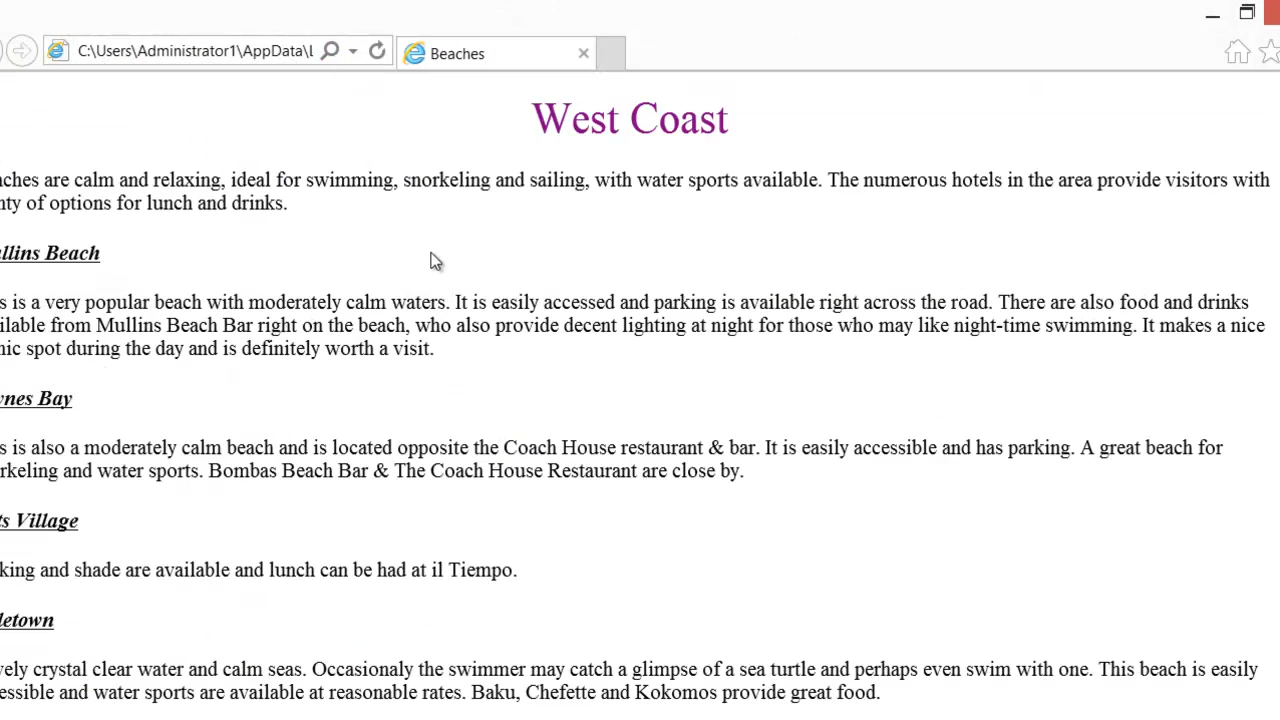 C:\Users\Administrator1\AppData\L
Beaches
West Coast
ches are calm and relaxing, ideal for swimming, snorkeling and sailing, with water sports available. The numerous hotels in the area provide visitors with
nty of options for lunch and drinks.
llins Beach
s is a very popular beach with moderately calm waters. It is easily accessed and parking is available right across the road. There are also food and drinks
ilable from Mullins Beach Bar right on the beach, who also provide decent lighting at night for those who may like night-time swimming. It makes a nice
nic spot during the day and is definitely worth a visit.
ynes Bay
s is also a moderately calm beach and is located opposite the Coach House restaurant & bar. It is easily accessible and has parking. A great beach for
rkeling and water sports. Bombas Beach Bar & The Coach House Restaurant are close by.
ts Village
king and shade are available and lunch can be had at il Tiempo.
letown
vely crystal clear water and calm seas. Occasionaly the swimmer may catch a glimpse of a sea turtle and perhaps even swim with one. This beach is easily
essible and water sports are available at reasonable rates. Baku, Chefette and Kokomos provide great food.